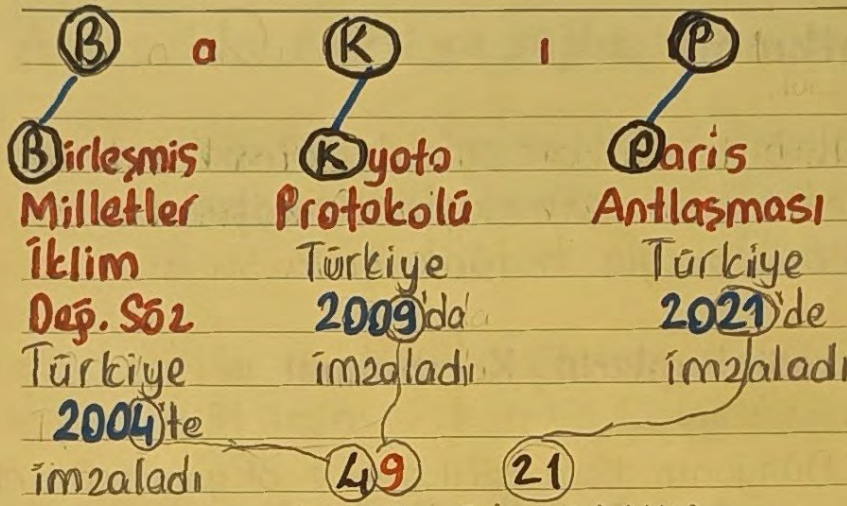 B a K ı P
Birleşmiş Kyoto Paris
Milletler Protokolü Antlaşması
İklim Türkiye Türkiye
Değ. Söz 2009'da 2021'de
Türkiye imzaladı imzaladı
2004'te
imzaladı 49 21